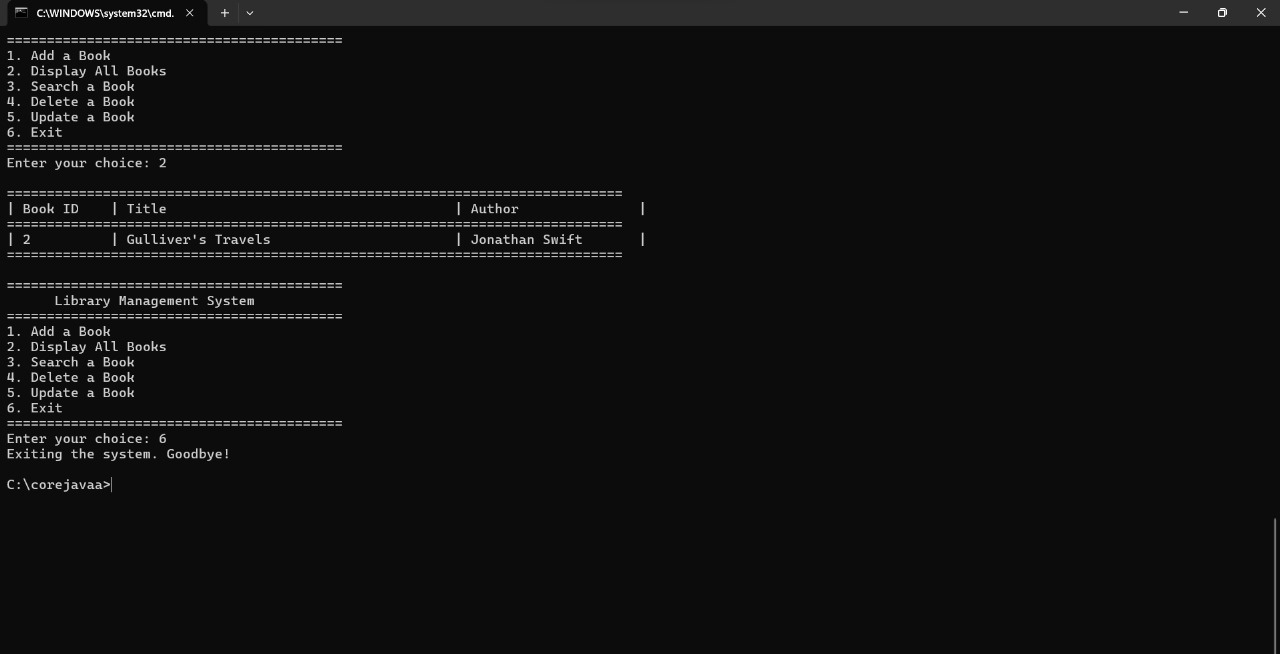 C:\WINDOWS\system32\cmd.
==========================================
1. Add a Book
2. Display All Books
3. Search a Book
4. Delete a Book
5. Update a Book
6. Exit
==========================================
Enter your choice: 2
=============================================================================
| Book ID    | Title                                    | Author               |
=============================================================================
| 2          | Gulliver's Travels                       | Jonathan Swift       |
=============================================================================
==========================================
      Library Management System
==========================================
1. Add a Book
2. Display All Books
3. Search a Book
4. Delete a Book
5. Update a Book
6. Exit
==========================================
Enter your choice: 6
Exiting the system. Goodbye!
C:\corejavaa>